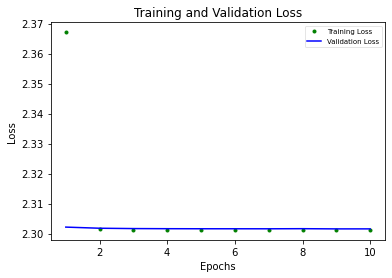 Training and Validation Loss
Training Loss
Validation Loss
Loss
2.37
2.36
2.35
2.34
2.33
2.32
2.31
2.30
2 4 6 8 10
Epochs